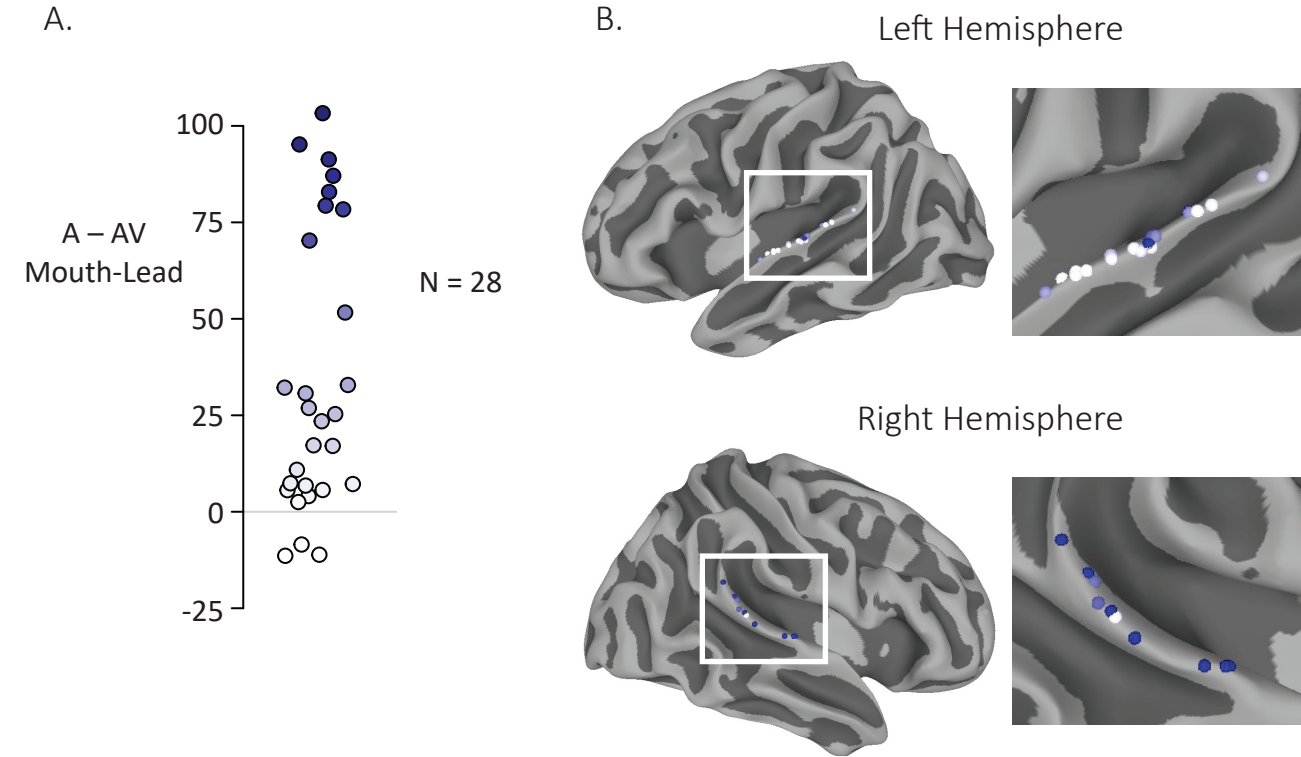 A.
A – AV
Mouth-Lead
100
75
50
25
0
-25
N = 28
B.
Left Hemisphere
Right Hemisphere